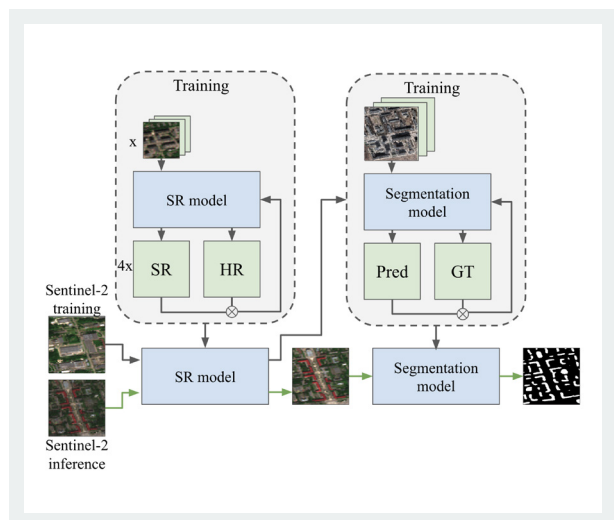 Training
x
SR model
4x
SR
HR
Training
Segmentation
model
Pred
GT
Sentinel-2
training
SR model
Segmentation
model
Sentinel-2
inference